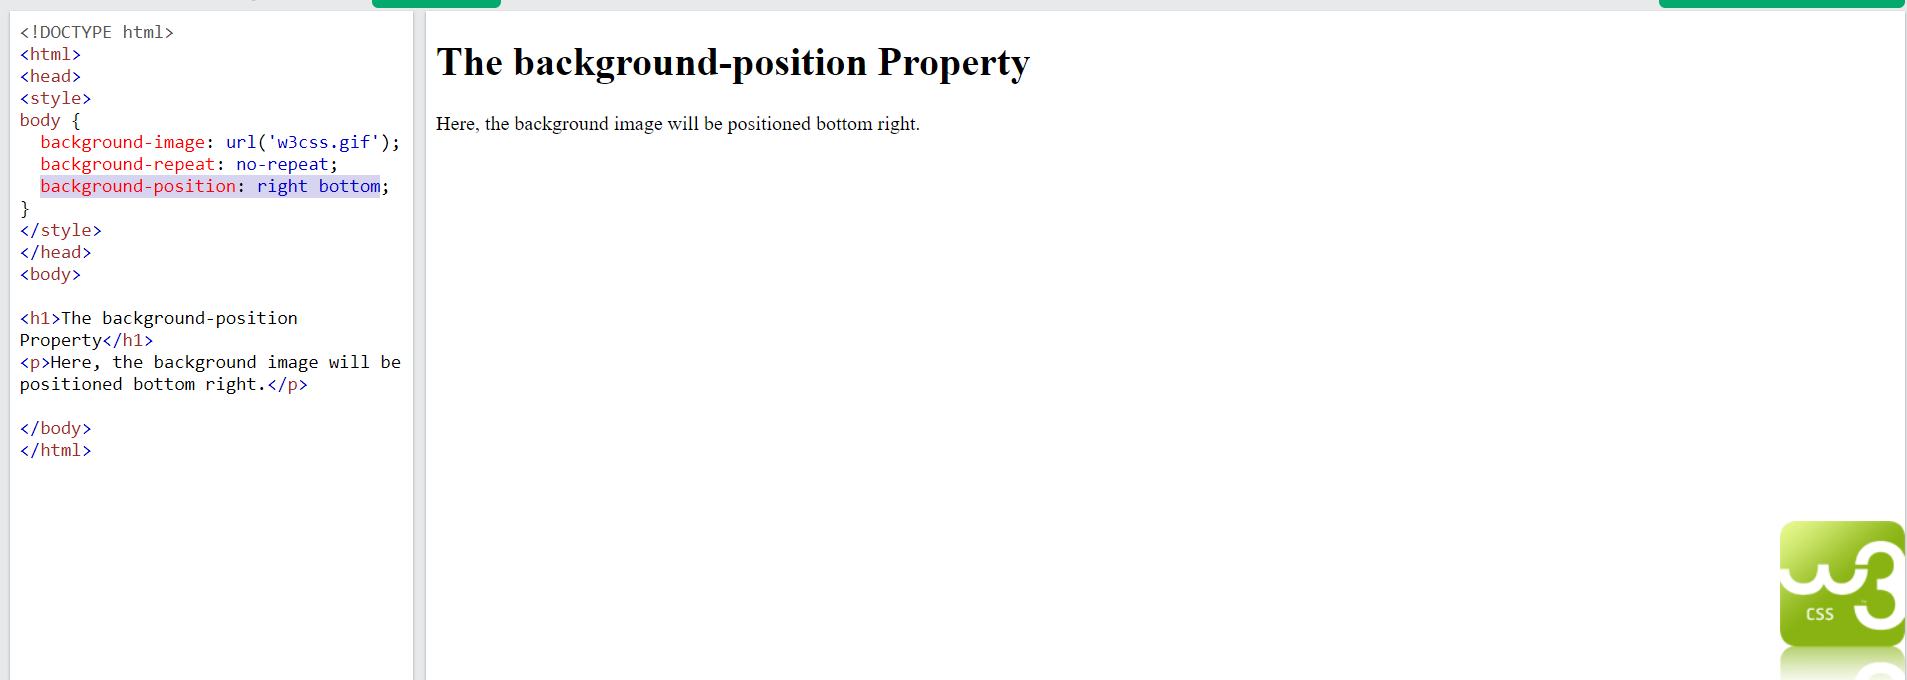 <!DOCTYPE html>
<html>
<head>
<style>
body {
  background-image: url('w3css.gif');
  background-repeat: no-repeat;
  background-position: right bottom;
}
</style>
</head>
<body>

<h1>The background-position
Property</h1>
<p>Here, the background image will be
positioned bottom right.</p>

</body>
</html>
The background-position Property
Here, the background image will be positioned bottom right.
w3
CSS